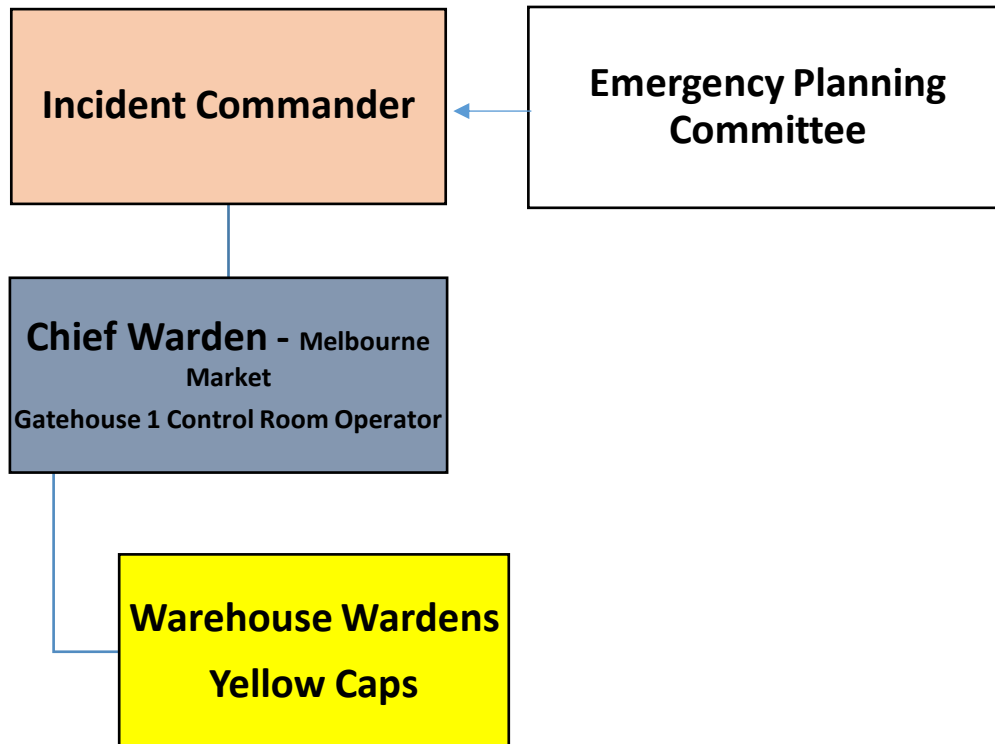 Incident Commander
Emergency Planning
Committee
Chief Warden - Melbourne
Market
Gatehouse 1 Control Room Operator
Warehouse Wardens
Yellow Caps